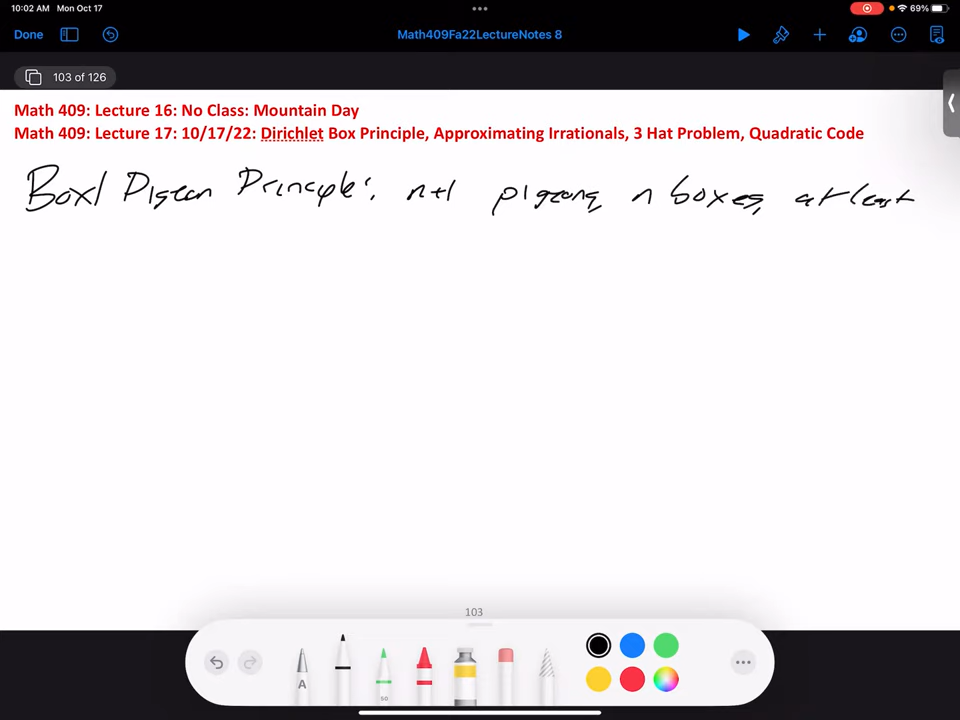 10:02 AM Mon Oct 17
69%
Done
Math409Fa22LectureNotes 8
103 of 126
Math 409: Lecture 16: No Class: Mountain Day
Math 409: Lecture 17: 10/17/22: Dirichlet Box Principle, Approximating Irrationals, 3 Hat Problem, Quadratic Code
Box/ Pigeon Principle: n+1 pigeons, n boxes, at least
103
A
50